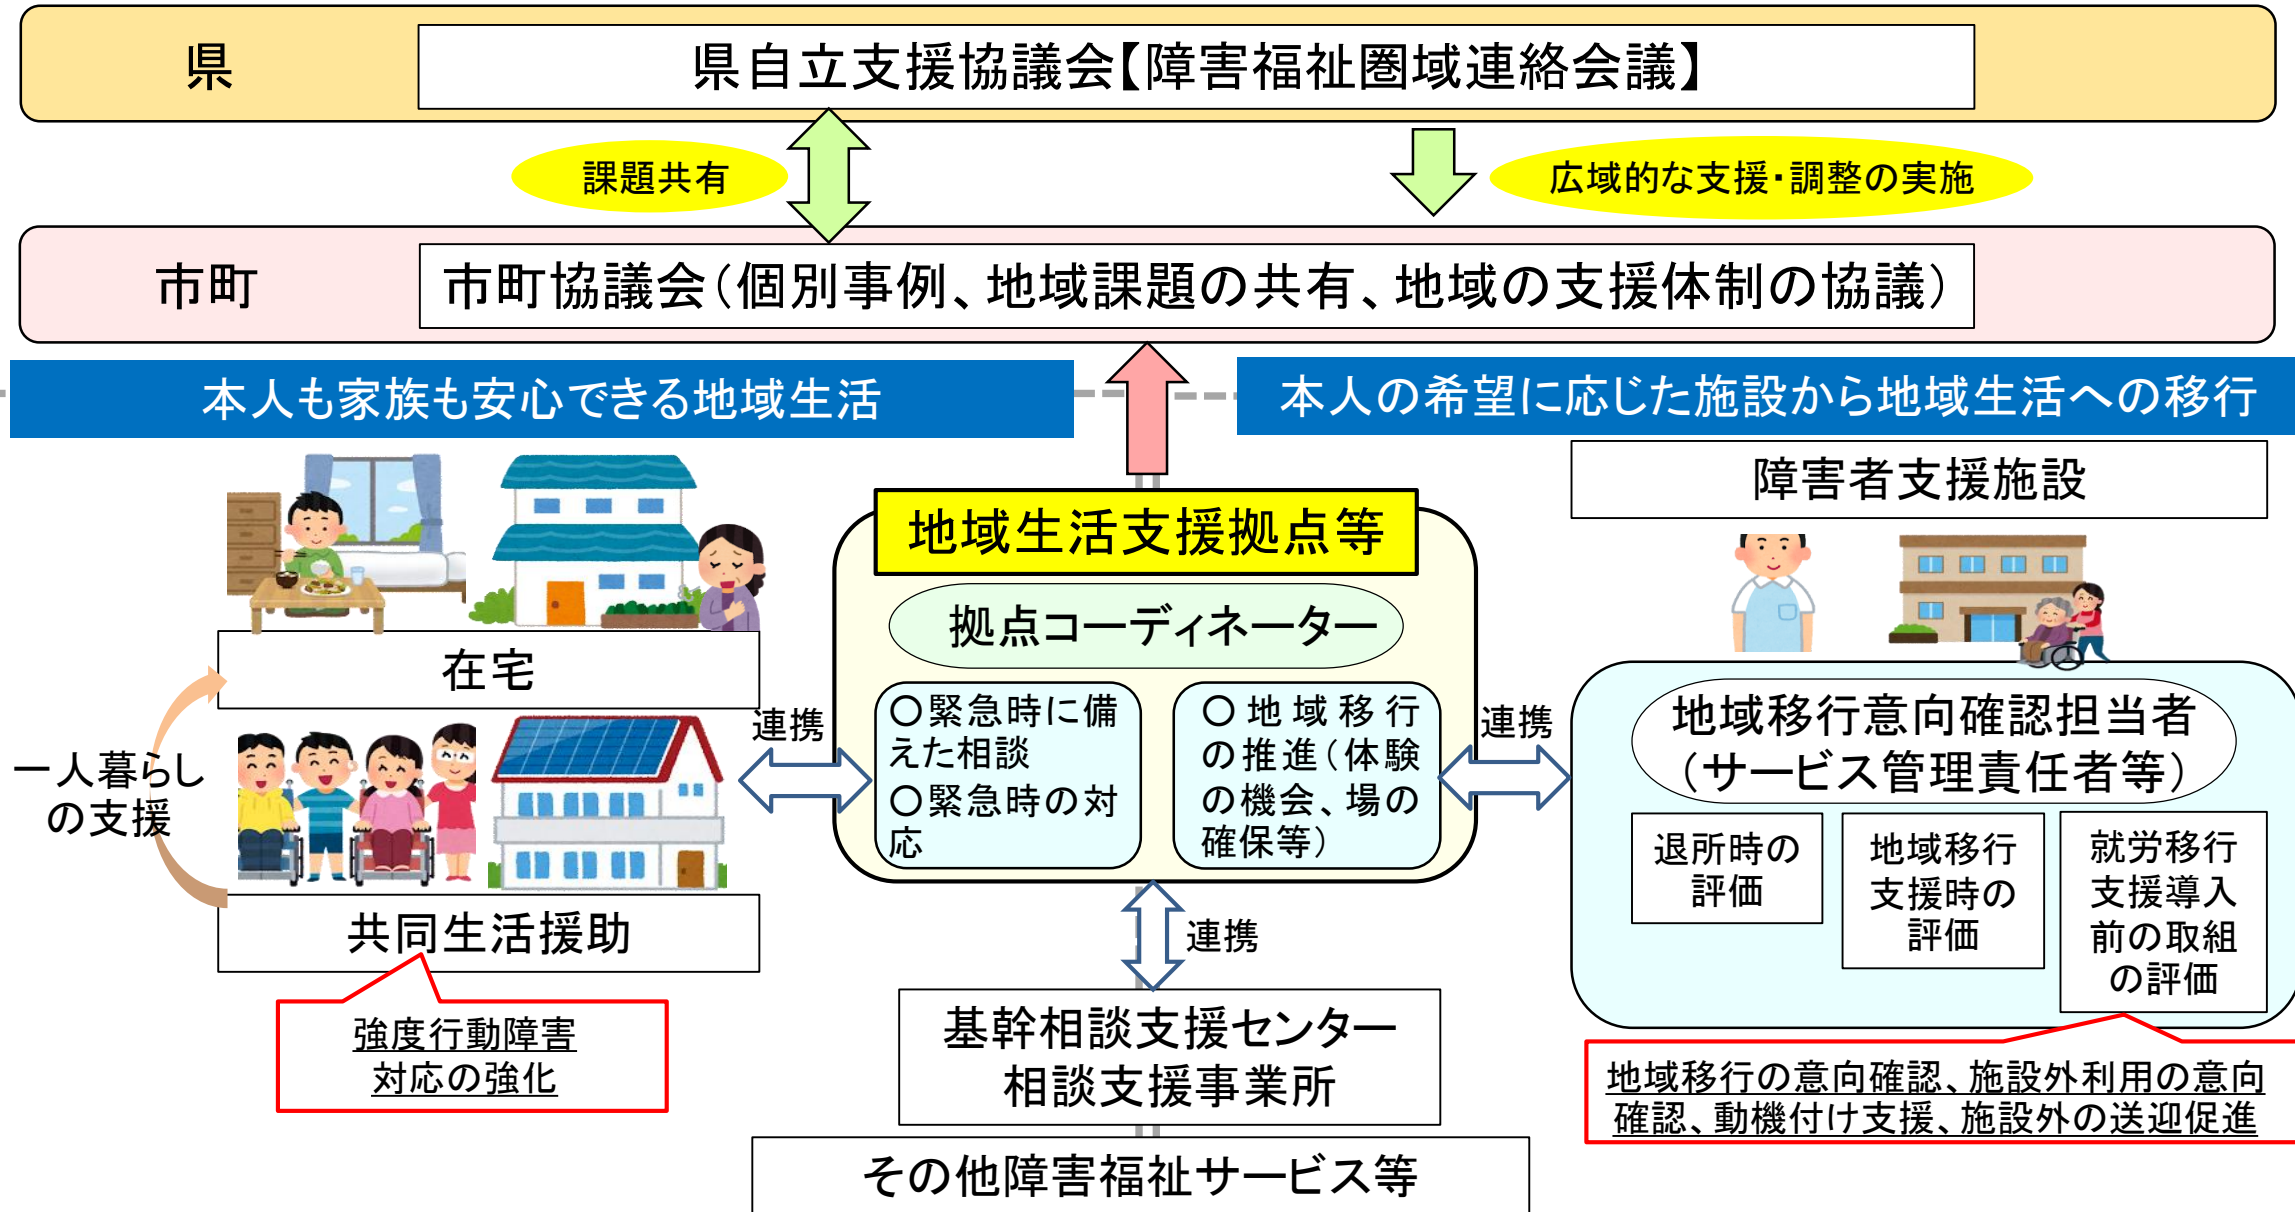 県
県自立支援協議会【障害福祉圏域連絡会議】
課題共有
広域的な支援・調整の実施
市町
市町協議会（個別事例、地域課題の共有、地域の支援体制の協議）
本人も家族も安心できる地域生活
本人の希望に応じた施設から地域生活への移行
在宅
一人暮らし
の支援
共同生活援助
強度行動障害
対応の強化
連携
地域生活支援拠点等
拠点コーディネーター
〇緊急時に備
えた相談
〇緊急時の対
応
〇地域移行
の推進（体験
の機会、場の
確保等）
連携
連携
基幹相談支援センター
相談支援事業所
その他障害福祉サービス等
障害者支援施設
地域移行意向確認担当者
（サービス管理責任者等）
退所時の
評価
地域移行
支援時の
評価
就労移行
支援導入
前の取組
の評価
地域移行の意向確認、施設外利用の意向
確認、動機付け支援、施設外の送迎促進